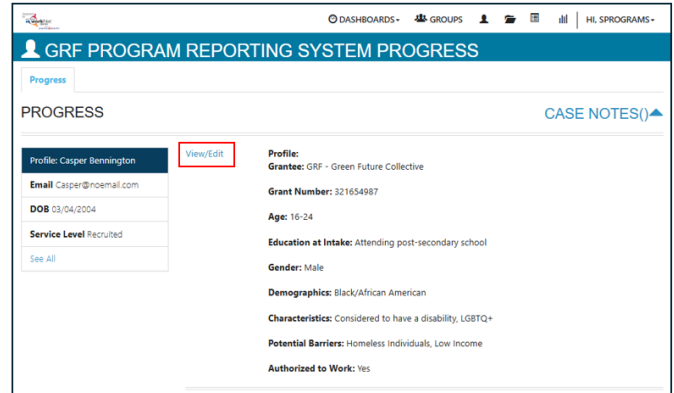 DASHBOARDS GROUPS HI, SPROGRAMS
GRF PROGRAM REPORTING SYSTEM PROGRESS
Progress
PROGRESS
CASE NOTES()
Profile: Casper Bennington
Email Casper@noemail.com
DOB 03/04/2004
Service Level Recruited
See All
View/Edit
Profile:
Grantee: GRF - Green Future Collective
Grant Number: 321654987
Age: 16-24
Education at Intake: Attending post-secondary school
Gender: Male
Demographics: Black/African American
Characteristics: Considered to have a disability, LGBTQ+
Potential Barriers: Homeless Individuals, Low Income
Authorized to Work: Yes